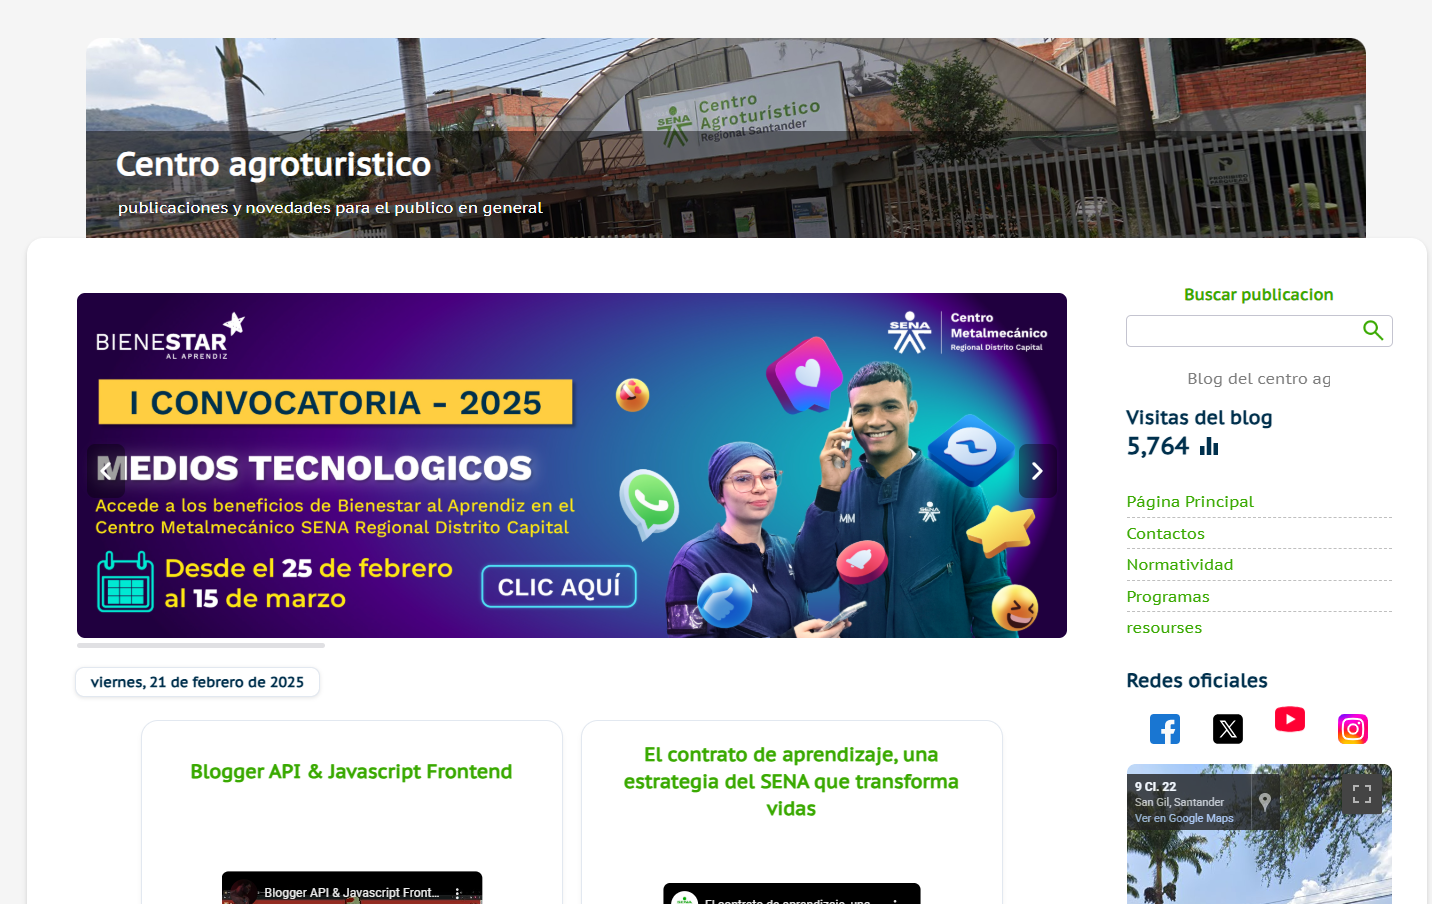 SENA
Centro
Agroturístico
Regional Santander
Centro agroturistico
publicaciones y novedades para el publico en general
BIENESTAR
AL APRENDIZ
SENA
Centro
Metalmecánico
Regional Distrito Capital
I CONVOCATORIA - 2025
MEDIOS TECNOLOGICOS
Accede a los beneficios de Bienestar al Aprendiz en el
Centro Metalmecánico SENA Regional Distrito Capital
Desde el 25 de febrero
al 15 de marzo
CLIC AQUÍ
SENA
Buscar publicacion
Blog del centro ag
Visitas del blog
5,764
Página Principal
Contactos
Normatividad
Programas
resourses
Redes oficiales
9 Cl. 22
San Gil, Santander
Ver en Google Maps
viernes, 21 de febrero de 2025
Blogger API & Javascript Frontend
Blogger API & Javascript Front...
El contrato de aprendizaje, una
estrategia del SENA que transforma
vidas
SENA
El contrato de aprendizaje, una